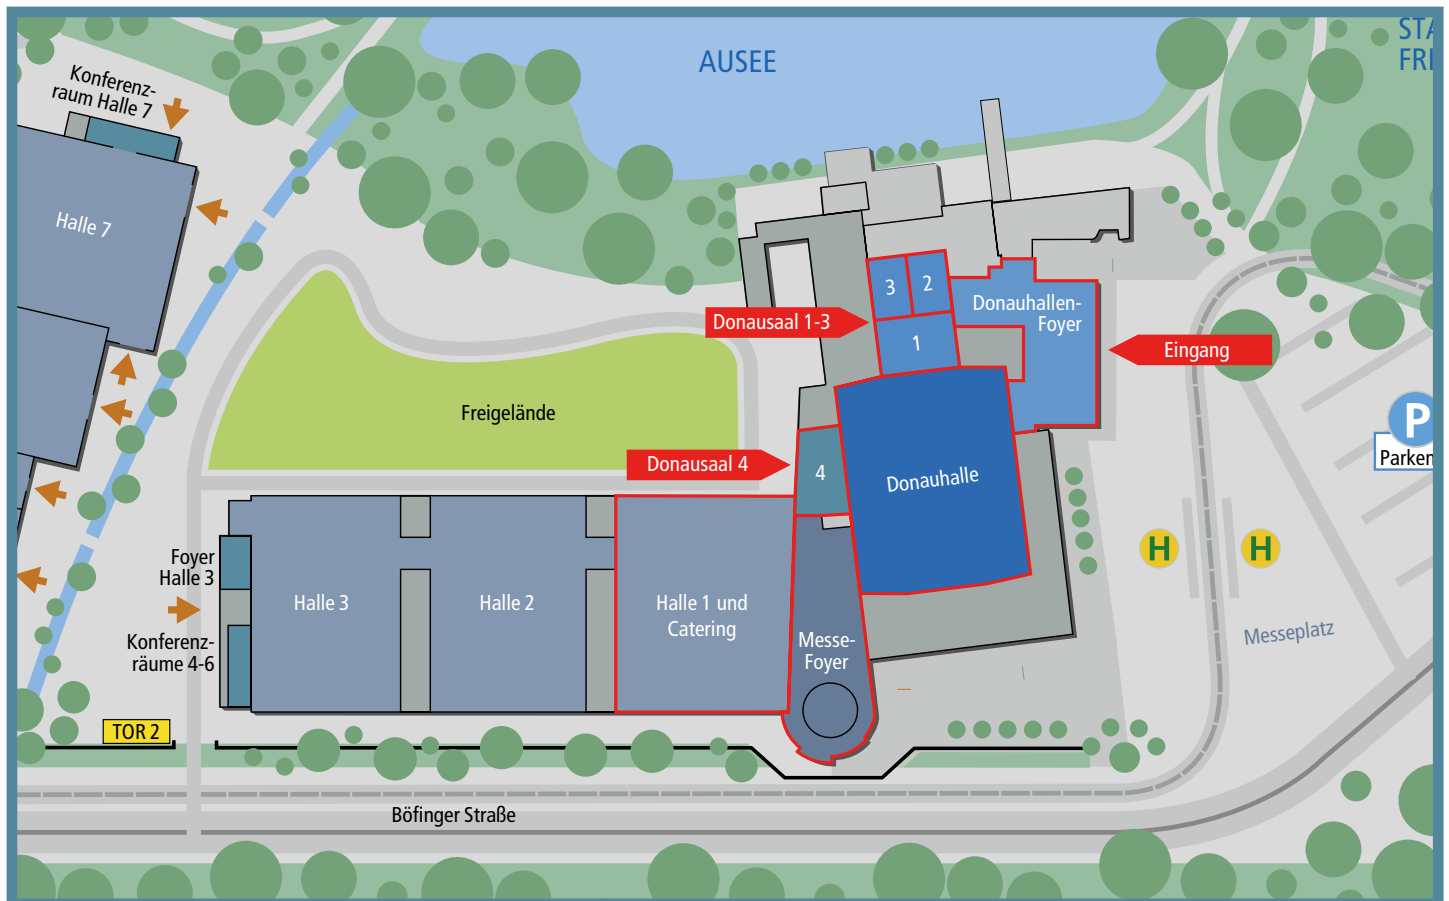 AUSEE
STA
FRI
Konferenz-
raum Halle 7
Halle 7
3
2
1
Donauhallen-
Foyer
Donausaal 1-3
Eingang
P
Parken
Freigelände
Donausaal 4
4
Donauhalle
H
H
Foyer
Halle 3
Konferenz-
räume 4-6
Halle 3
Halle 2
Halle 1 und
Catering
Messe-
Foyer
Messeplatz
TOR 2
Böfinger Straße